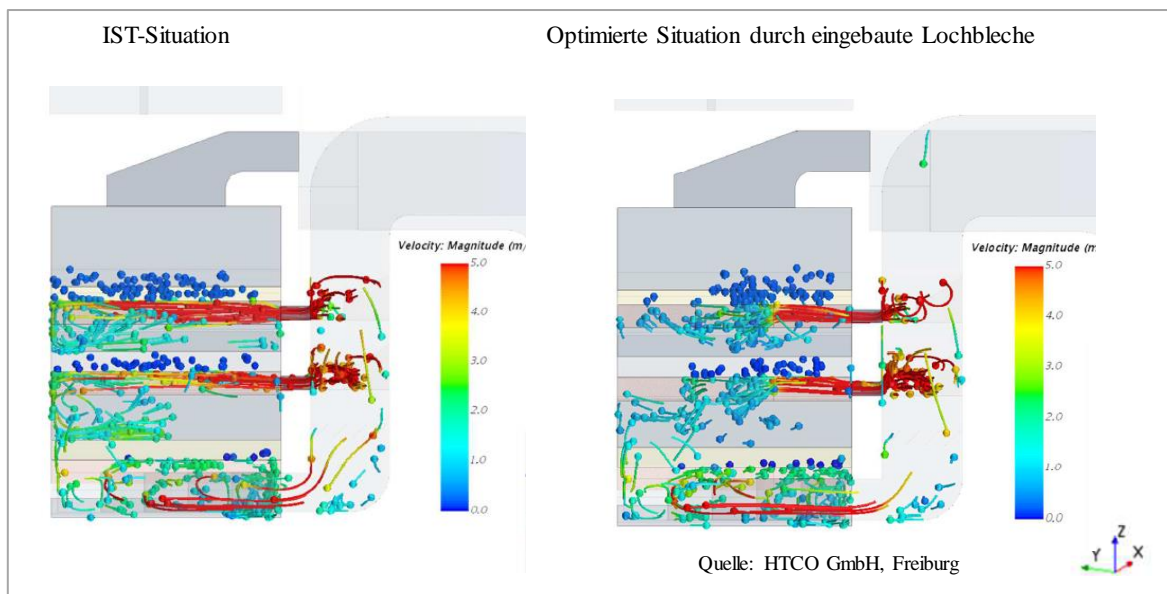 IST-Situation
Optimierte Situation durch eingebaute Lochbleche
Velocity: Magnitude (m/
5.0
4.0
3.0
2.0
1.0
0.0
Velocity: Magnitude (m
5.0
4.0
3.0
2.0
1.0
0.0
Quelle: HTCO GmbH, Freiburg
Z
Y
X